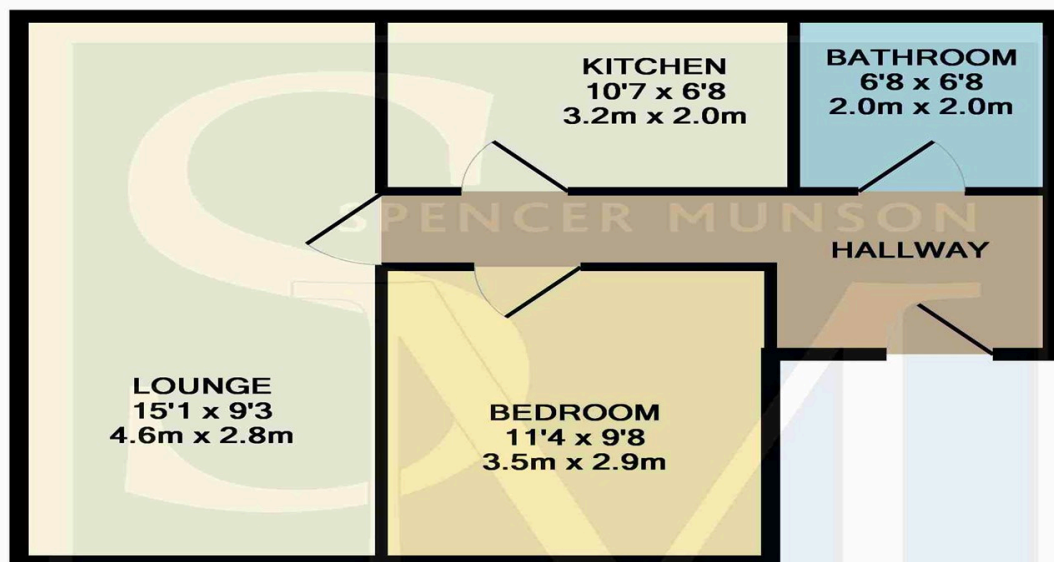 KITCHEN
10'7 x 6'8
3.2m x 2.0m
BATHROOM
6'8 x 6'8
2.0m x 2.0m
SPENCER MUNSON
HALLWAY
LOUNGE
15'1 x 9'3
4.6m x 2.8m
BEDROOM
11'4 x 9'8
3.5m x 2.9m
SM